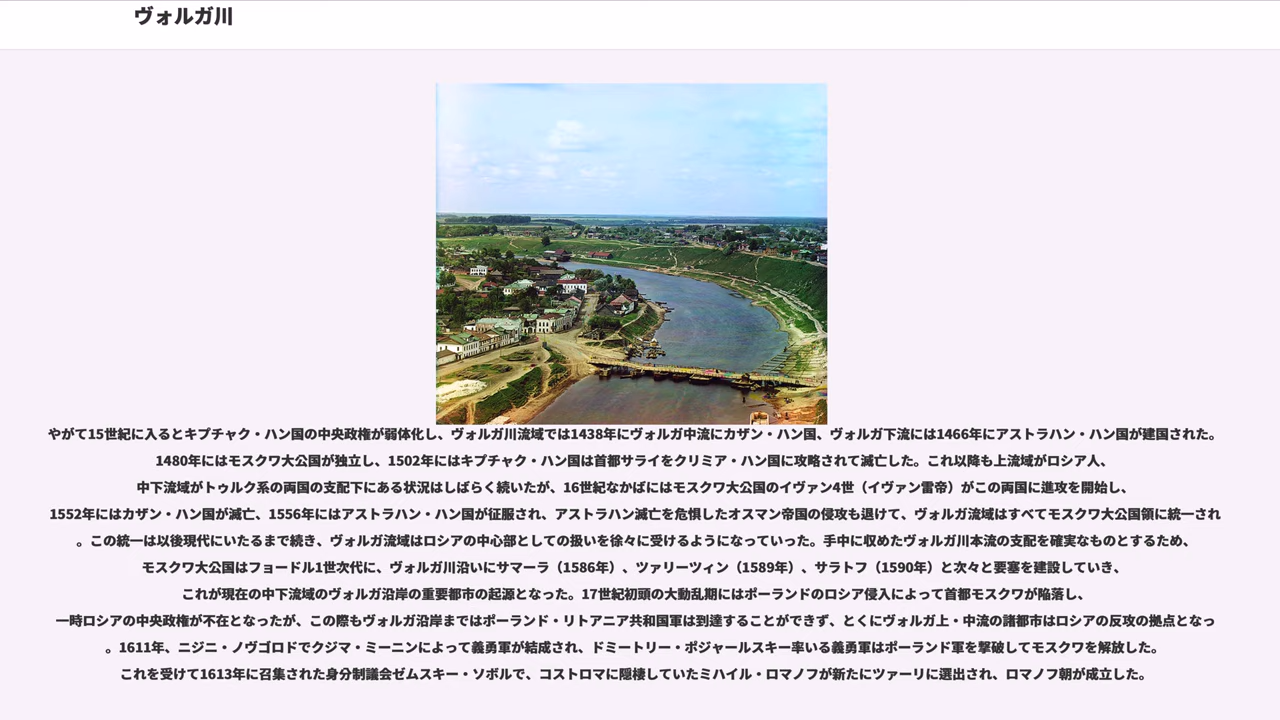 ヴォルガ川
やがて15世紀に入るとキプチャク・ハン国の中央政権が弱体化し、ヴォルガ川流域では1438年にヴォルガ中流にカザン・ハン国、ヴォルガ下流には1466年にアストラハン・ハン国が建国された。
1480年にはモスクワ大公国が独立し、1502年にはキプチャク・ハン国は首都サライをクリミア・ハン国に攻略されて滅亡した。これ以降も上流域がロシア人、
中下流域がトゥルク系の両国の支配下にある状況はしばらく続いたが、16世紀なかばにはモスクワ大公国のイヴァン4世（イヴァン雷帝）がこの両国に進攻を開始し、
1552年にはカザン・ハン国が滅亡、1556年にはアストラハン・ハン国が征服され、アストラハン滅亡を危惧したオスマン帝国の侵攻も退けて、ヴォルガ流域はすべてモスクワ大公国領に統一され
。この統一は以後現代にいたるまで続き、ヴォルガ流域はロシアの中心部としての扱いを徐々に受けるようになっていった。手中に収めたヴォルガ川本流の支配を確実なものとするため、
モスクワ大公国はフョードル1世次代に、ヴォルガ川沿いにサマーラ（1586年）、ツァリーツィン（1589年）、サラトフ（1590年）と次々と要塞を建設していき、
これが現在の中下流域のヴォルガ沿岸の重要都市の起源となった。17世紀初頭の大動乱期にはポーランドのロシア侵入によって首都モスクワが陥落し、
一時ロシアの中央政権が不在となったが、この際もヴォルガ沿岸まではポーランド・リトアニア共和国軍は到達することができず、とくにヴォルガ上・中流の諸都市はロシアの反攻の拠点となっ
。1611年、ニジニ・ノヴゴロドでクジマ・ミーニンによって義勇軍が結成され、ドミートリー・ポジャールスキー率いる義勇軍はポーランド軍を撃破してモスクワを解放した。
これを受けて1613年に召集された身分制議会ゼムスキー・ソボルで、コストロマに隠棲していたミハイル・ロマノフが新たにツァーリに選出され、ロマノフ朝が成立した。